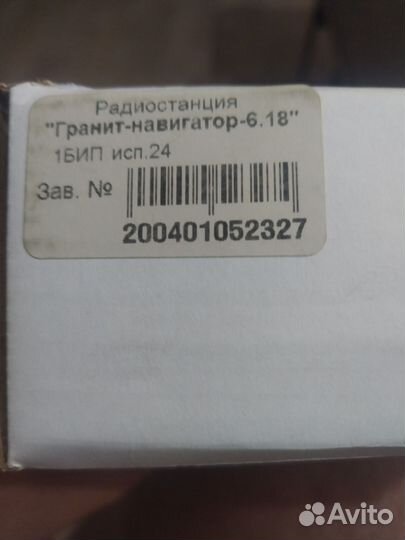 Радиостанция
"Гранит-навигатор-6.18"
1БИП исп.24
Зав. №
200401052327
Avito